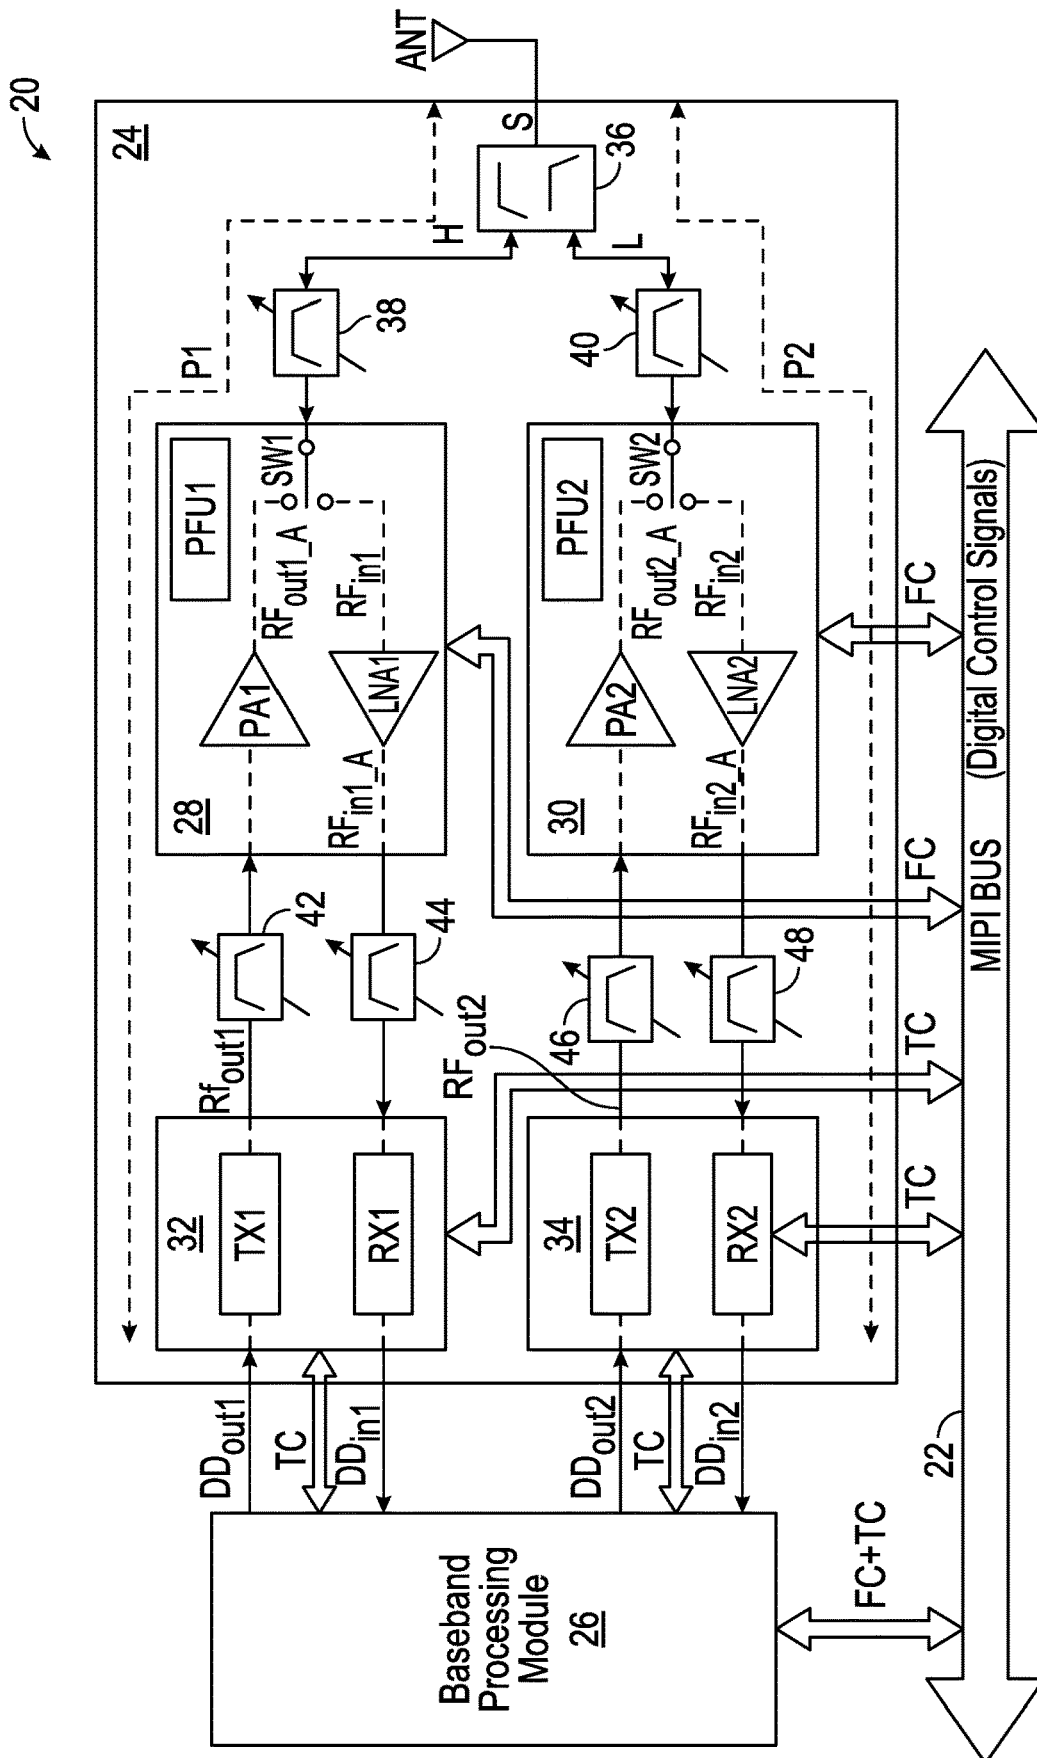 20
24
ANT
S
36
H
L
38
40
P1
P2
PFU1
SW1
RFout1_A
RFin1
PA1
LNA1
RFin1_A
28
PFU2
SW2
RFout2_A
RFin2
PA2
LNA2
RFin2_A
30
42
44
46
48
Rfout1
RFout2
32
TX1
RX1
34
TX2
RX2
FC
FC
TC
TC
DDout1
TC
DDin1
DDout2
TC
DDin2
Baseband
Processing
Module
26
FC+TC
22
MIPI BUS (Digital Control Signals)